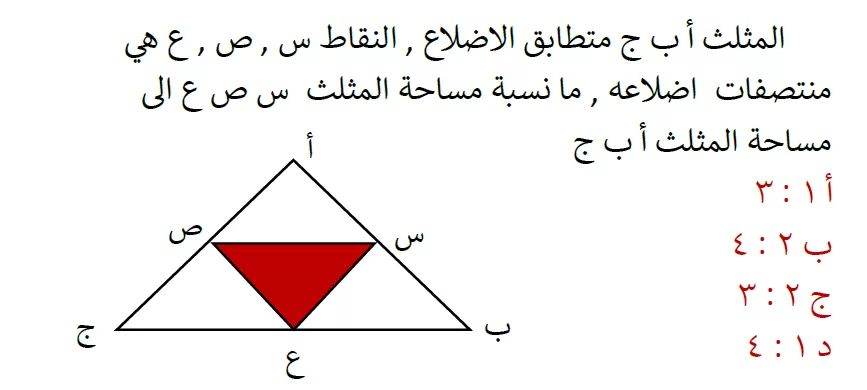 المثلث أ ب ج متطابق الاضلاع , النقاط س , ص , ع هي
منتصفات اضلاعه , ما نسبة مساحة المثلث س ص ع الى
مساحة المثلث أ ب ج
أ ١ : ٣
ب ٢ : ٤
ج ٢ : ٣
د ١ : ٤
أ
ص
س
ج
ب
ع